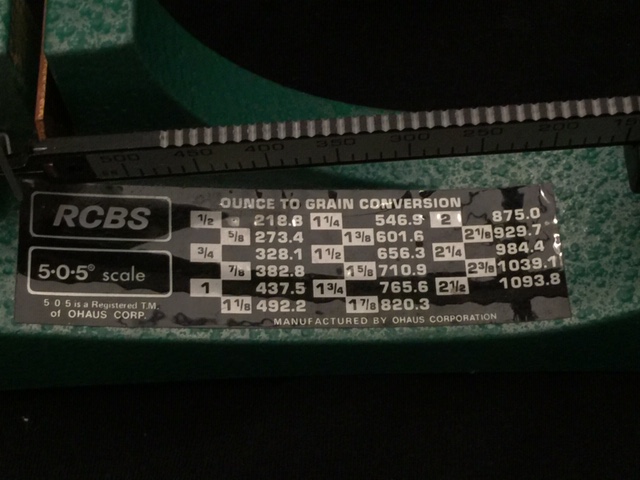 500 450 400 350 300 250 200
RCBS
5·0·5® scale
5 0 5 is a Registered T.M.
of OHAUS CORP.
OUNCE TO GRAIN CONVERSION
1/2 218.8 1 1/4 546.9 2 875.0
5/8 273.4 1 3/8 601.6 2 1/8 929.7
3/4 328.1 1 1/2 656.3 2 1/4 984.4
7/8 382.8 1 5/8 710.9 2 3/8 1039.1
1 437.5 1 3/4 765.6 2 1/2 1093.8
1 1/8 492.2 1 7/8 820.3
MANUFACTURED BY OHAUS CORPORATION